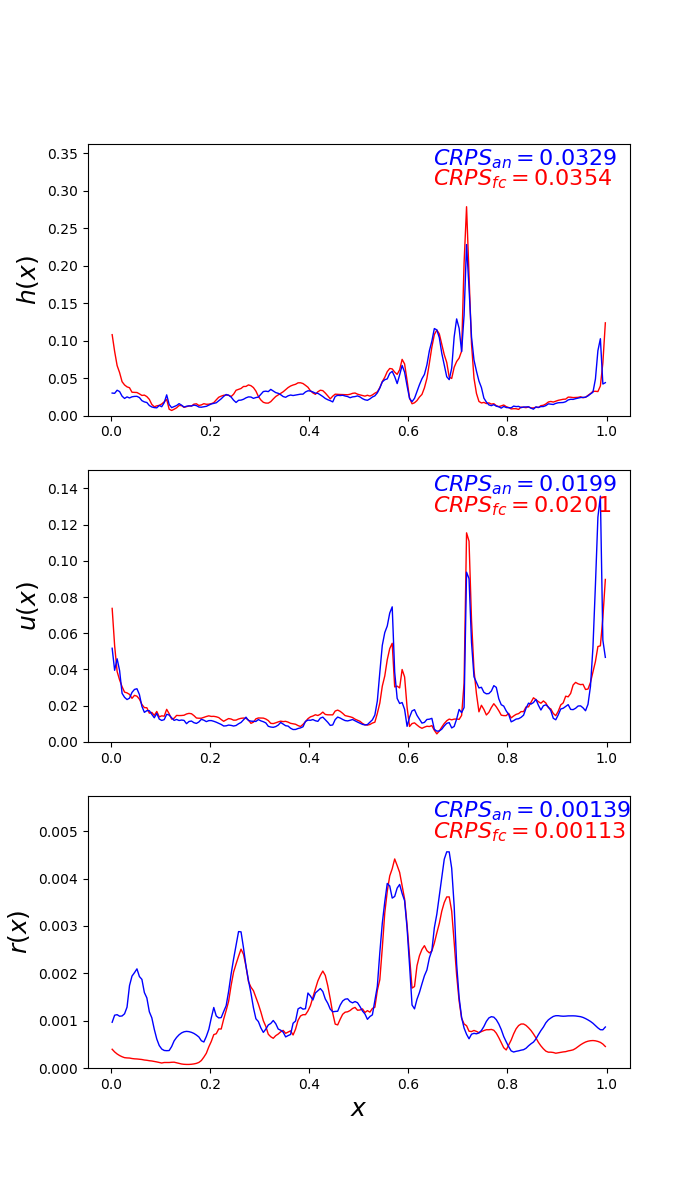 CRPS_an = 0.0329
CRPS_fc = 0.0354
h(x)
0.35
0.30
0.25
0.20
0.15
0.10
0.05
0.00
0.0 0.2 0.4 0.6 0.8 1.0
CRPS_an = 0.0199
CRPS_fc = 0.0201
u(x)
0.14
0.12
0.10
0.08
0.06
0.04
0.02
0.00
0.0 0.2 0.4 0.6 0.8 1.0
CRPS_an = 0.00139
CRPS_fc = 0.00113
r(x)
0.005
0.004
0.003
0.002
0.001
0.000
0.0 0.2 0.4 0.6 0.8 1.0
x